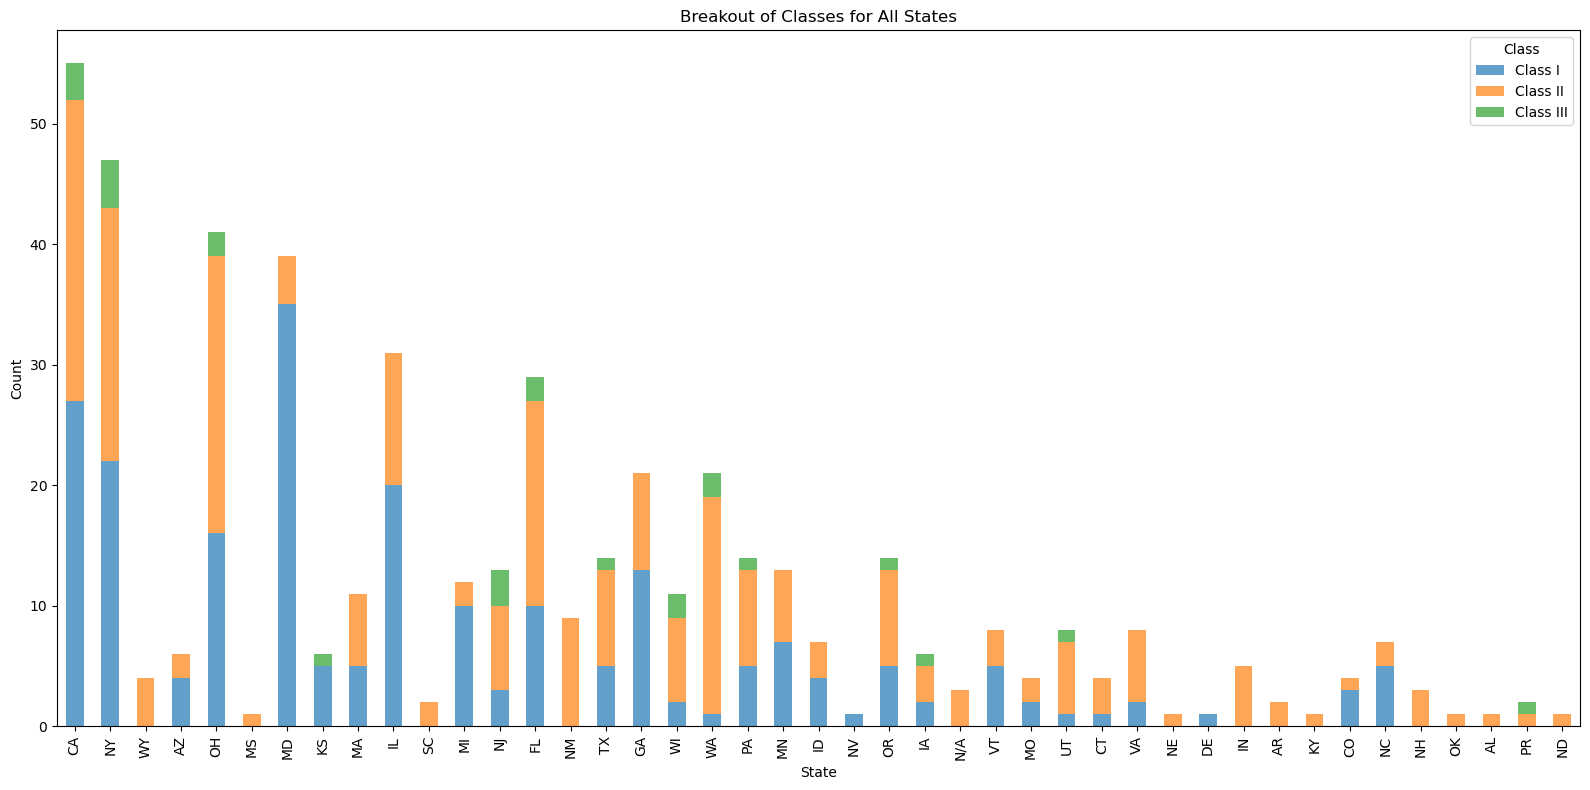 Breakout of Classes for All States
Class
Class I
Class II
Class III
50
40
30
20
10
0
Count
CA NY WY AZ OH MS MD KS MA IL SC MI NJ FL NM TX GA WI WA PA MN ID NV OR IA N/A VT MO UT CT VA NE DE IN AR KY CO NC NH OK AL PR ND
State